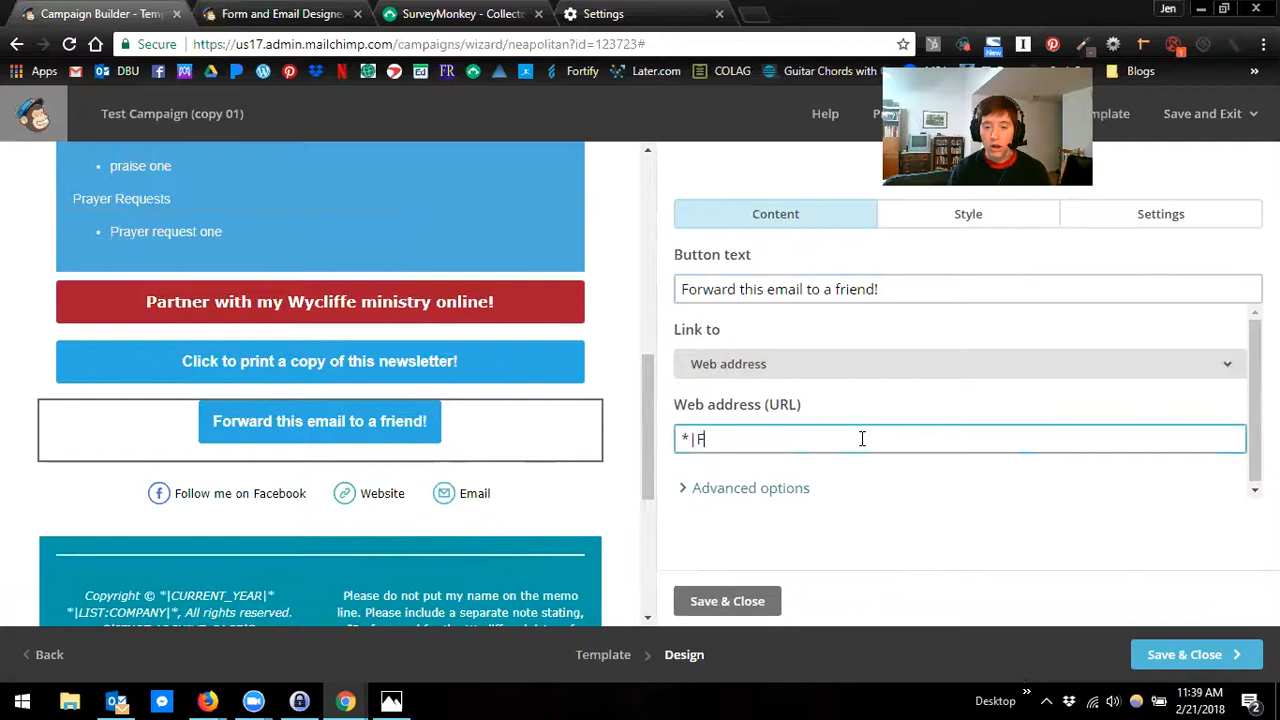 Campaign Builder - Temp
Form and Email Designe
SurveyMonkey - Collecto
Settings
Jen
Secure
https://us17.admin.mailchimp.com/campaigns/wizard/neapolitan?id=123723#
New
Apps
DBU
Fortify
Later.com
COLAG
Guitar Chords with
Blogs
Test Campaign (copy 01)
Help
mplate
Save and Exit
• praise one
Prayer Requests
• Prayer request one
Partner with my Wycliffe ministry online!
Click to print a copy of this newsletter!
Forward this email to a friend!
Follow me on Facebook
Website
Email
Copyright © *|CURRENT_YEAR|*
*|LIST:COMPANY|*, All rights reserved.
Please do not put my name on the memo
line. Please include a separate note stating,
Content
Style
Settings
Button text
Forward this email to a friend!
Link to
Web address
Web address (URL)
*|F
Advanced options
Save & Close
Back
Template
Design
Save & Close
Desktop
11:39 AM
2/21/2018
2